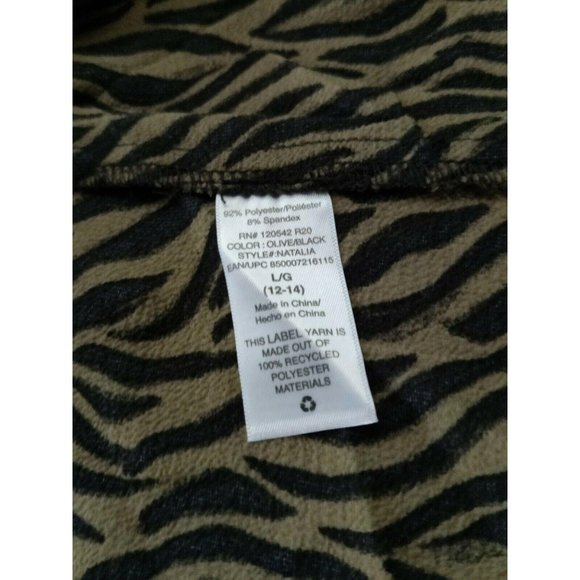 92% Polyester/Poliéster
8% Spandex
RN# 120542 R20
COLOR : OLIVE/BLACK
STYLE#:NATALIA
EAN/UPC 850007216115
L/G
(12-14)
Made in China/
Hecho en China
THIS LABEL YARN IS
MADE OUT OF
100% RECYCLED
POLYESTER
MATERIALS